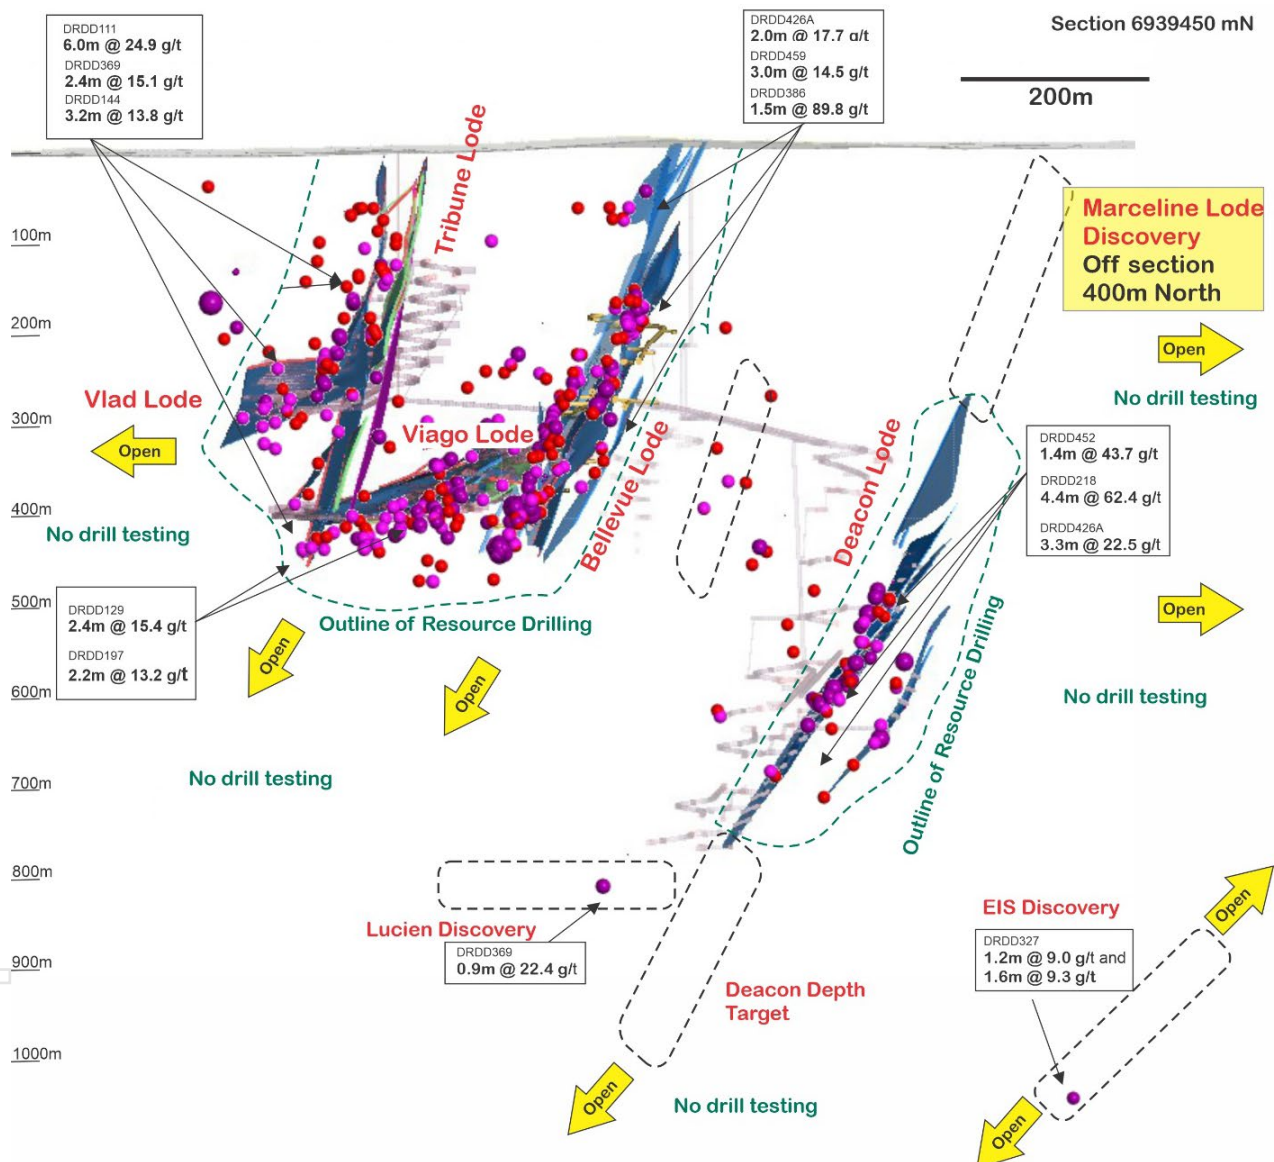 Section 6939450 mN
200m
DRDD111
6.0m @ 24.9 g/t
DRDD369
2.4m @ 15.1 g/t
DRDD144
3.2m @ 13.8 g/t
DRDD426A
2.0m @ 17.7 g/t
DRDD459
3.0m @ 14.5 g/t
DRDD386
1.5m @ 89.8 g/t
Tribune Lode
Marceline Lode
Discovery
Off section
400m North
100m
200m
Open
No drill testing
300m
Vlad Lode
Open
Viago Lode
Bellevue Lode
Deacon Lode
DRDD452
1.4m @ 43.7 g/t
DRDD218
4.4m @ 62.4 g/t
DRDD426A
3.3m @ 22.5 g/t
400m
No drill testing
500m
DRDD129
2.4m @ 15.4 g/t
DRDD197
2.2m @ 13.2 g/t
Outline of Resource Drilling
Open
Open
Open
600m
No drill testing
Outline of Resource Drilling
700m
No drill testing
800m
Lucien Discovery
DRDD369
0.9m @ 22.4 g/t
EIS Discovery
DRDD327
1.2m @ 9.0 g/t and
1.6m @ 9.3 g/t
Open
900m
Deacon Depth
Target
1000m
Open
No drill testing
Open